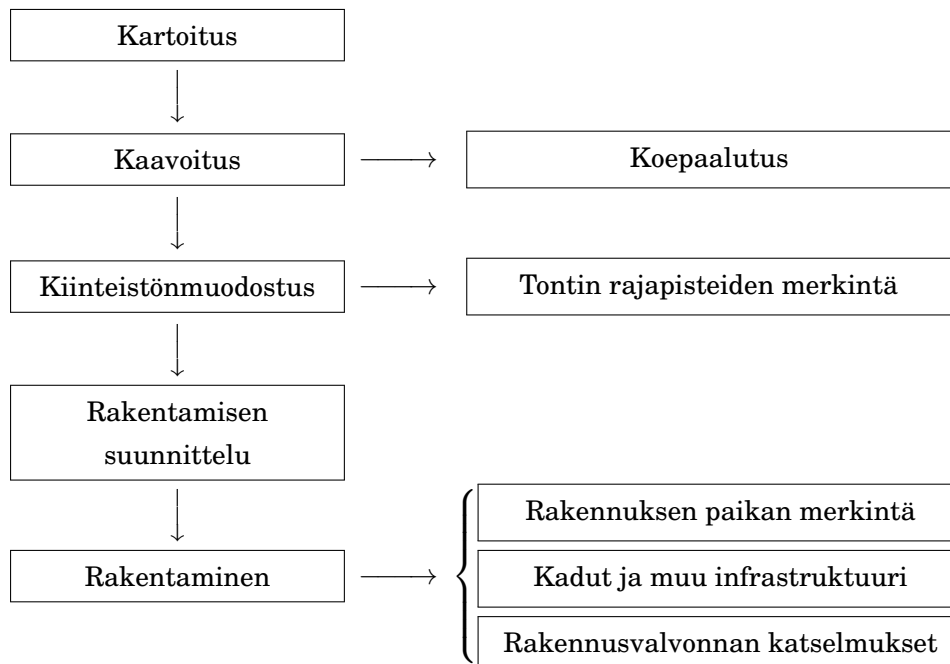 Kartoitus
Kaavoitus
Koepaalutus
Kiinteistönmuodostus
Tontin rajapisteiden merkintä
Rakentamisen
suunnittelu
Rakentaminen
Rakennuksen paikan merkintä
Kadut ja muu infrastruktuuri
Rakennusvalvonnan katselmukset